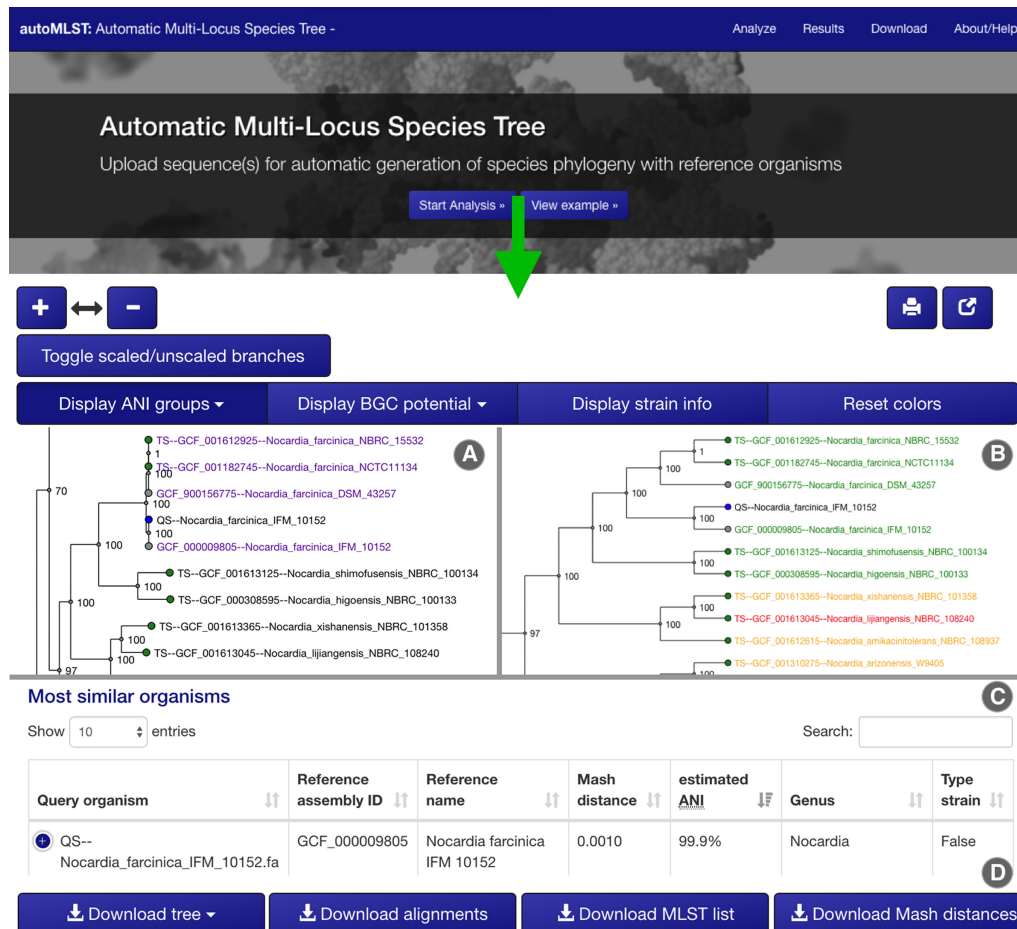 autoMLST: Automatic Multi-Locus Species Tree -
Analyze Results Download About/Help
Automatic Multi-Locus Species Tree
Upload sequence(s) for automatic generation of species phylogeny with reference organisms
Start Analysis » View example »
+ -
Toggle scaled/unscaled branches
Display ANI groups Display BGC potential Display strain info Reset colors
A
TS--GCF_001612925--Nocardia_farcinica_NBRC_15532
1
TS--GCF_001182745--Nocardia_farcinica_NCTC11134
100
70
GCF_900156775--Nocardia_farcinica_DSM_43257
100
QS--Nocardia_farcinica_IFM_10152
100
100
GCF_000009805--Nocardia_farcinica_IFM_10152
TS--GCF_001613125--Nocardia_shimofusensis_NBRC_100134
100
100
TS--GCF_000308595--Nocardia_higoensis_NBRC_100133
TS--GCF_001613365--Nocardia_xishanensis_NBRC_101358
100
TS--GCF_001613045--Nocardia_lijiangensis_NBRC_108240
100
97
B
TS--GCF_001612925--Nocardia_farcinica_NBRC_15532
1
TS--GCF_001182745--Nocardia_farcinica_NCTC11134
100
GCF_900156775--Nocardia_farcinica_DSM_43257
100
QS--Nocardia_farcinica_IFM_10152
100
GCF_000009805--Nocardia_farcinica_IFM_10152
100
TS--GCF_001613125--Nocardia_shimofusensis_NBRC_100134
100
TS--GCF_000308595--Nocardia_higoensis_NBRC_100133
100
TS--GCF_001613365--Nocardia_xishanensis_NBRC_101358
100
TS--GCF_001613045--Nocardia_lijiangensis_NBRC_108240
100
97
TS--GCF_001612615--Nocardia_amikacinitolerans_NBRC_108937
TS--GCF_001310275--Nocardia_arizonensis_W9405
100
Most similar organisms
C
Show 10 entries
Search:
Query organism
Reference assembly ID
Reference name
Mash distance
estimated ANI
Genus
Type strain
QS--
Nocardia_farcinica_IFM_10152.fa
GCF_000009805
Nocardia farcinica
IFM 10152
0.0010
99.9%
Nocardia
False
D
Download tree Download alignments Download MLST list Download Mash distances